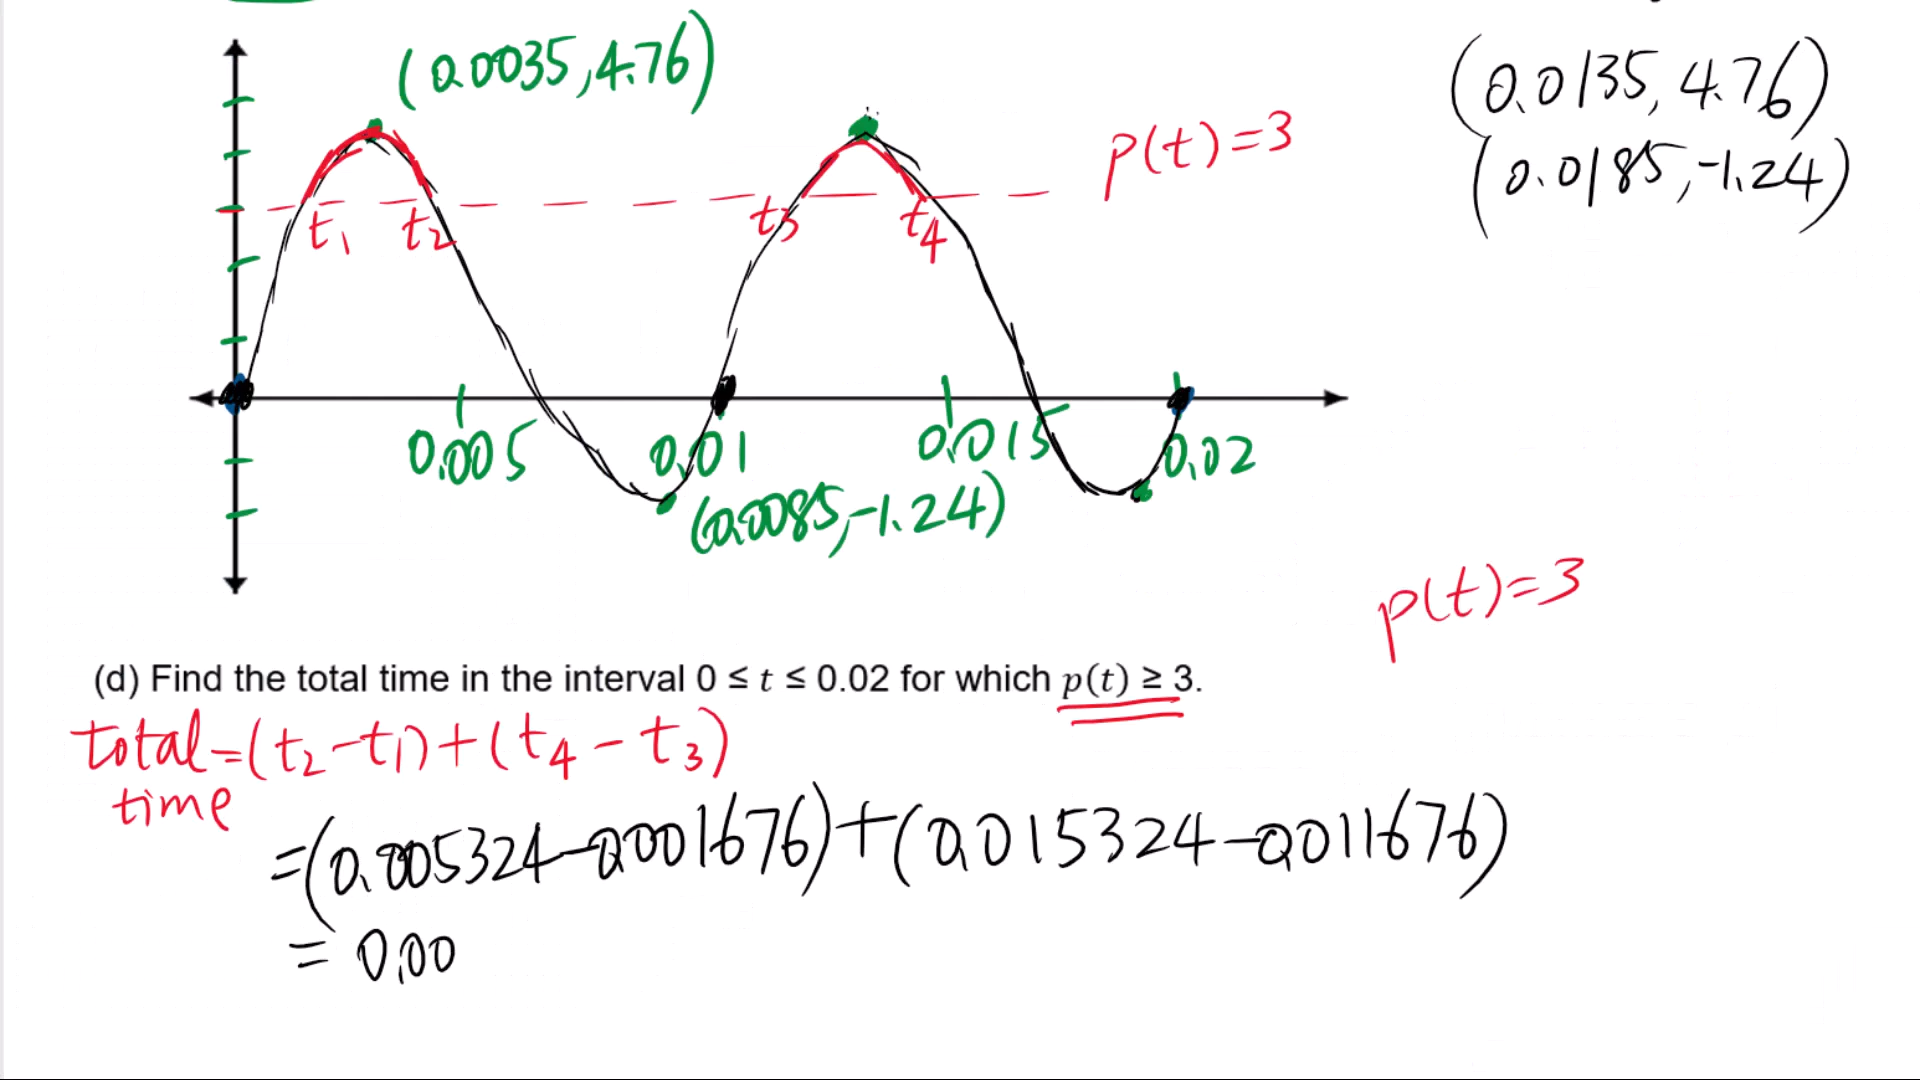 (0.0035,4.76)
(0.0135,4.76)
(0.0185,-1.24)
p(t)=3
t1 t2 t3 t4
0.005 0.01 0.015 0.02
(0.0085,-1.24)
p(t)=3
(d) Find the total time in the interval 0 ≤ t ≤ 0.02 for which p(t) ≥ 3.
total=(t2-t1)+(t4-t3)
time
=(0.005324-0.001676)+(0.015324-0.011676)
= 0.00